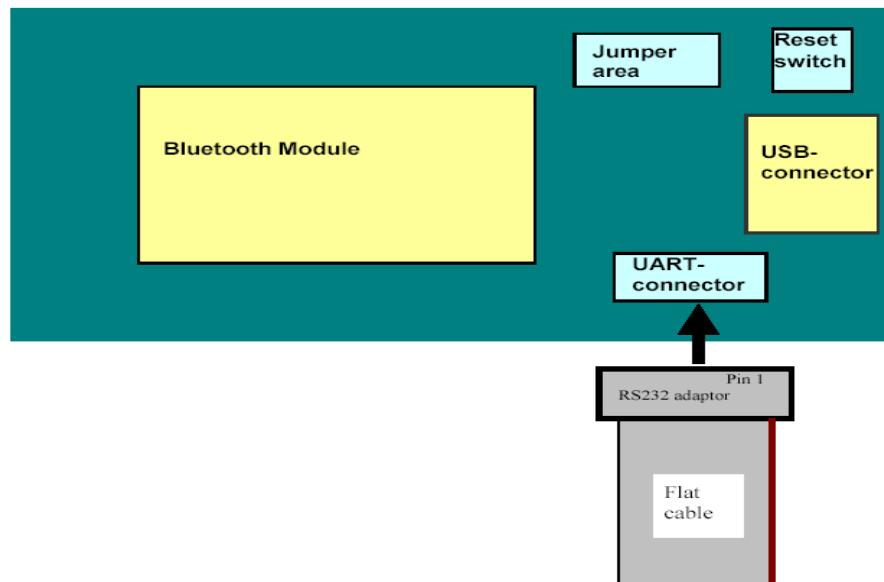 Jumper
area
Reset
switch
Bluetooth Module
USB-
connector
UART-
connector
Pin 1
RS232 adaptor
Flat
cable